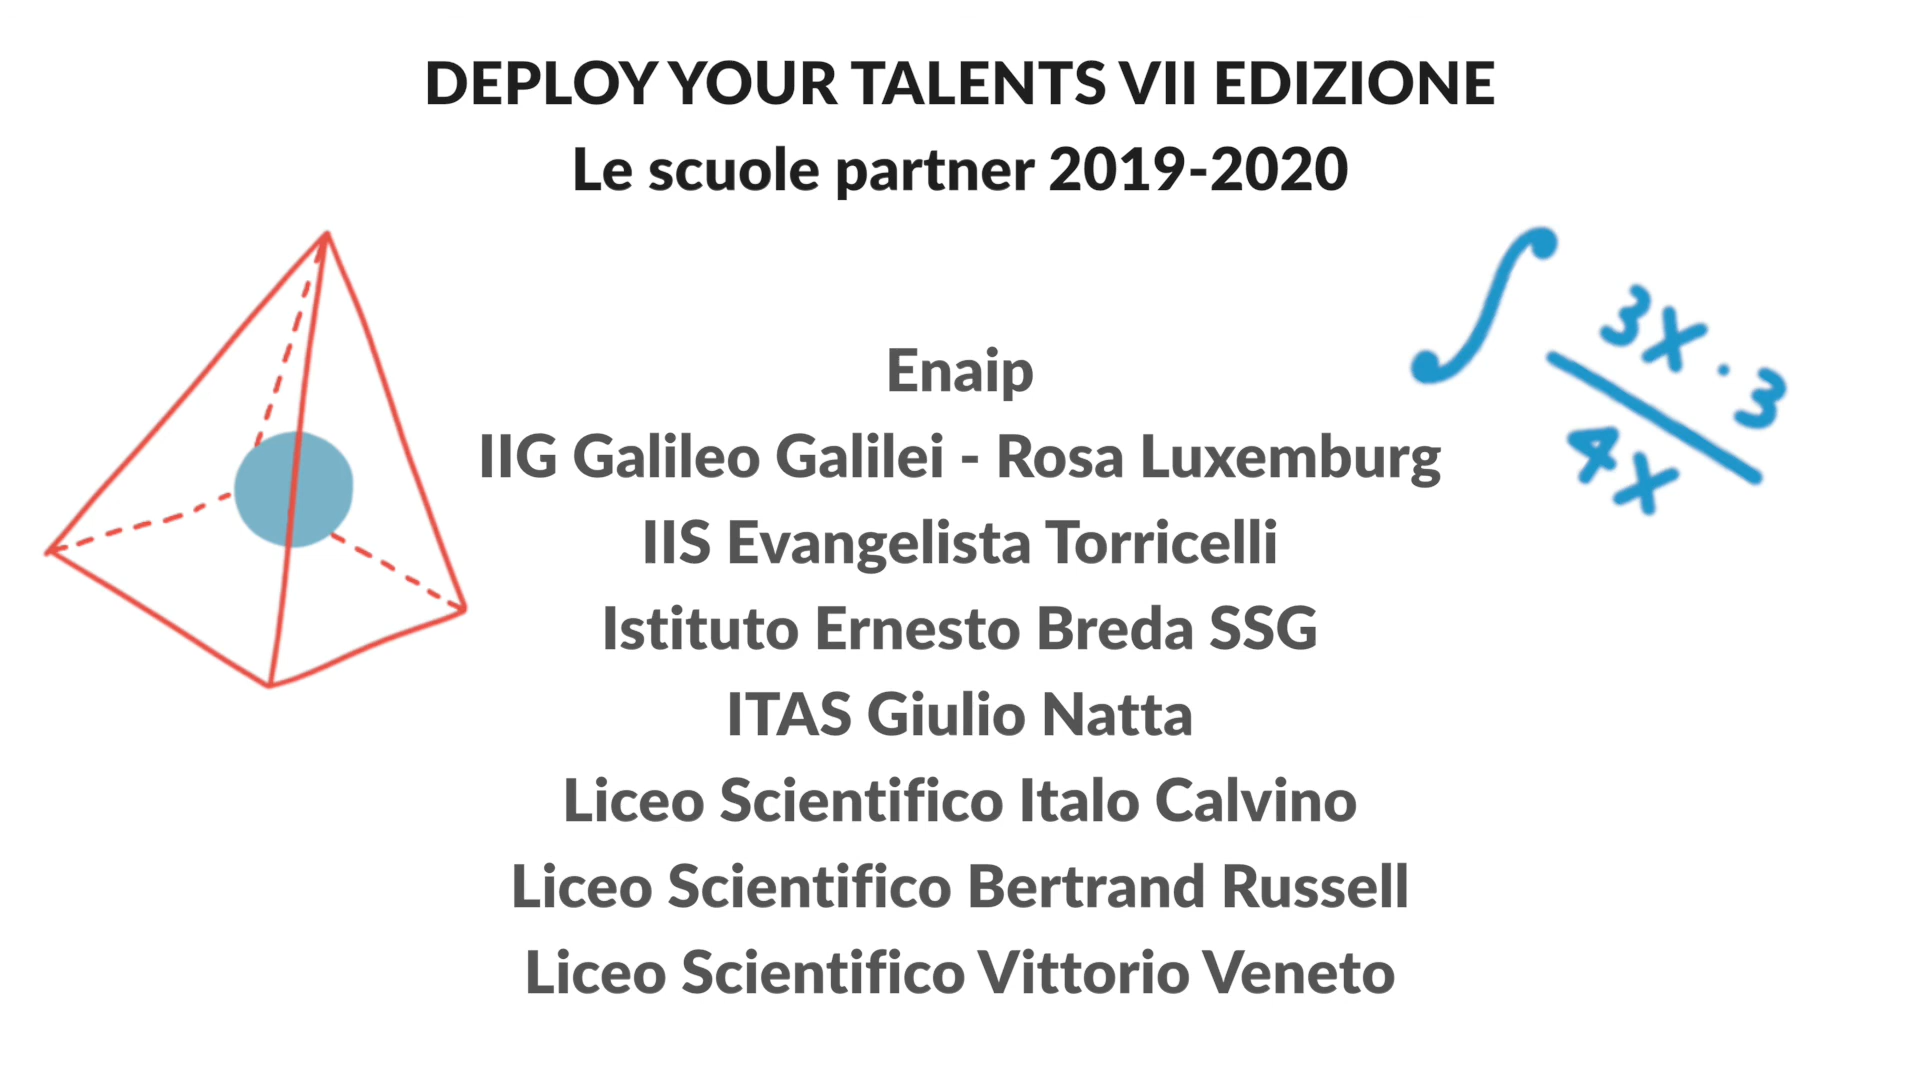 DEPLOY YOUR TALENTS VII EDIZIONE
Le scuole partner 2019-2020
∫ 3X · 3
4X
Enaip
IIG Galileo Galilei - Rosa Luxemburg
IIS Evangelista Torricelli
Istituto Ernesto Breda SSG
ITAS Giulio Natta
Liceo Scientifico Italo Calvino
Liceo Scientifico Bertrand Russell
Liceo Scientifico Vittorio Veneto